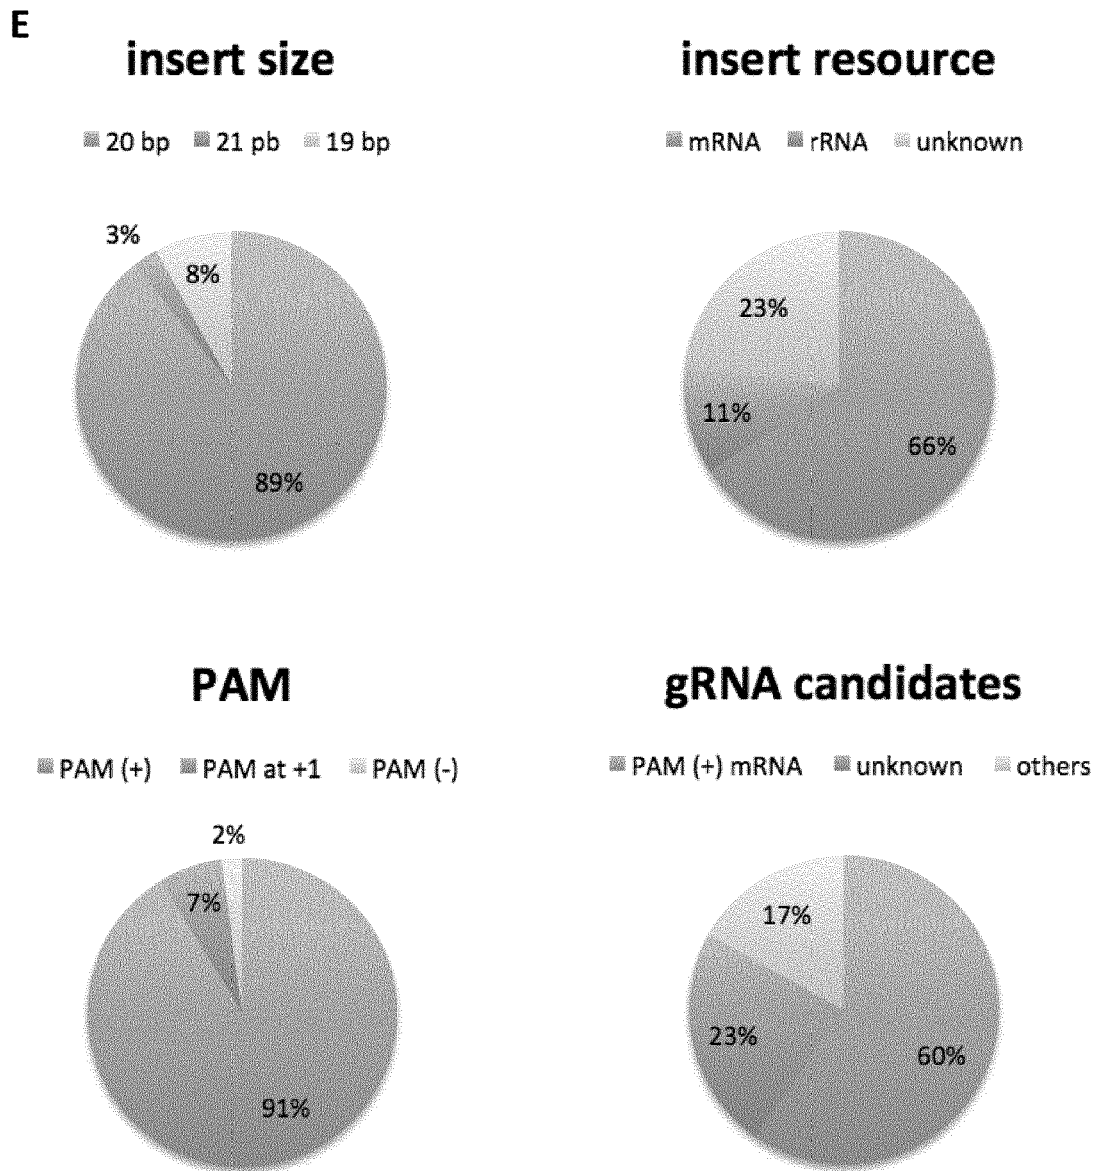 E
insert size
20 bp 21 pb 19 bp
3%
8%
89%
insert resource
mRNA rRNA unknown
23%
11%
66%
PAM
PAM (+) PAM at +1 PAM (-)
2%
7%
91%
gRNA candidates
PAM (+) mRNA unknown others
17%
23%
60%